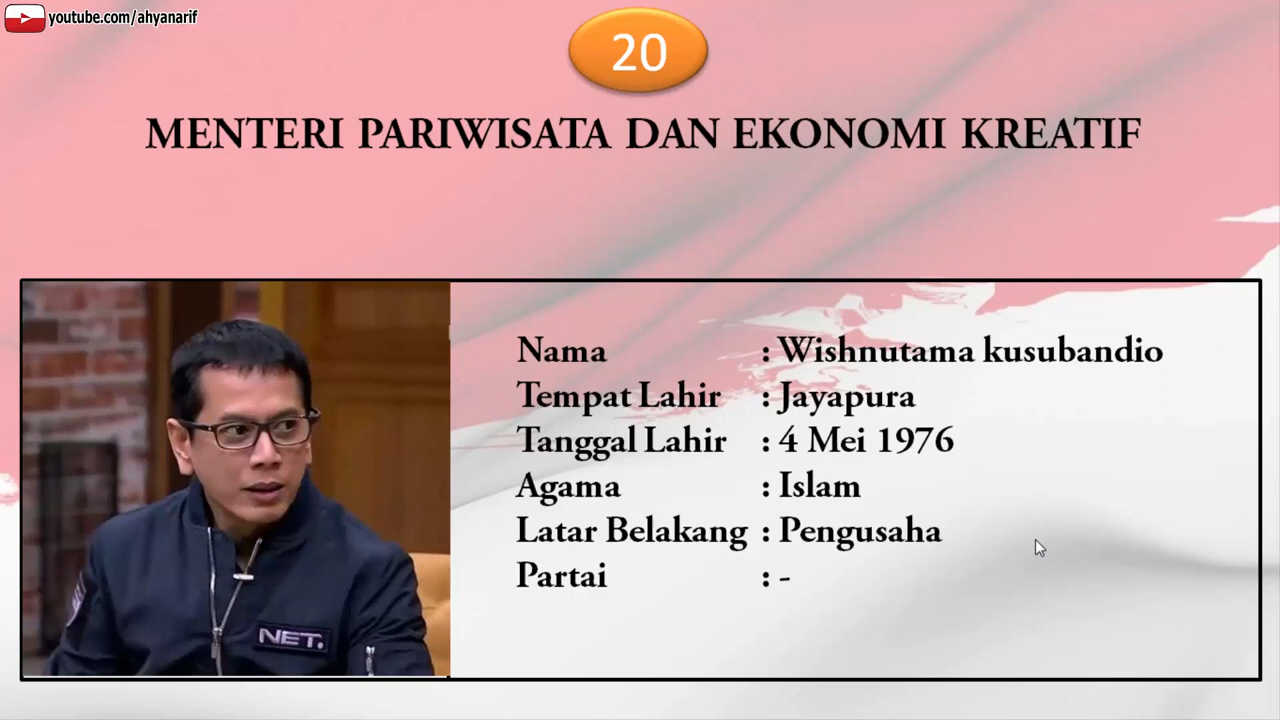 youtube.com/ahyanarif
20
MENTERI PARIWISATA DAN EKONOMI KREATIF
Nama : Wishnutama kusubandio
Tempat Lahir : Jayapura
Tanggal Lahir : 4 Mei 1976
Agama : Islam
Latar Belakang : Pengusaha
Partai : -
NET.